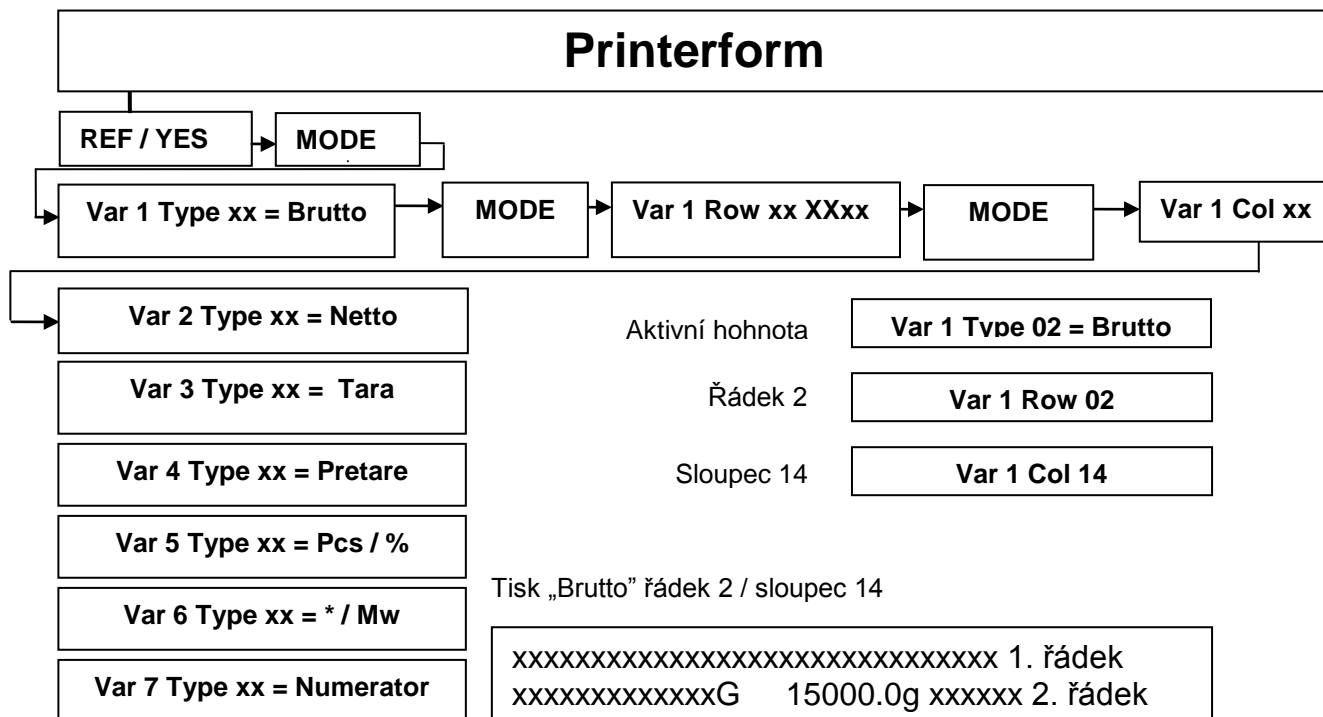 Printerform
REF / YES
MODE
Var 1 Type xx = Brutto
MODE
Var 1 Row xx XXxx
MODE
Var 1 Col xx
Var 2 Type xx = Netto
Var 3 Type xx = Tara
Var 4 Type xx = Pretare
Var 5 Type xx = Pcs / %
Var 6 Type xx = * / Mw
Var 7 Type xx = Numerator
Aktivní hohnota
Var 1 Type 02 = Brutto
Řádek 2
Var 1 Row 02
Sloupec 14
Var 1 Col 14
Tisk „Brutto” řádek 2 / sloupec 14
xxxxxxxxxxxxxxxxxxxxxxxxxxxxxxx 1. řádek
xxxxxxxxxxxxxG 15000.0g xxxxxx 2. řádek